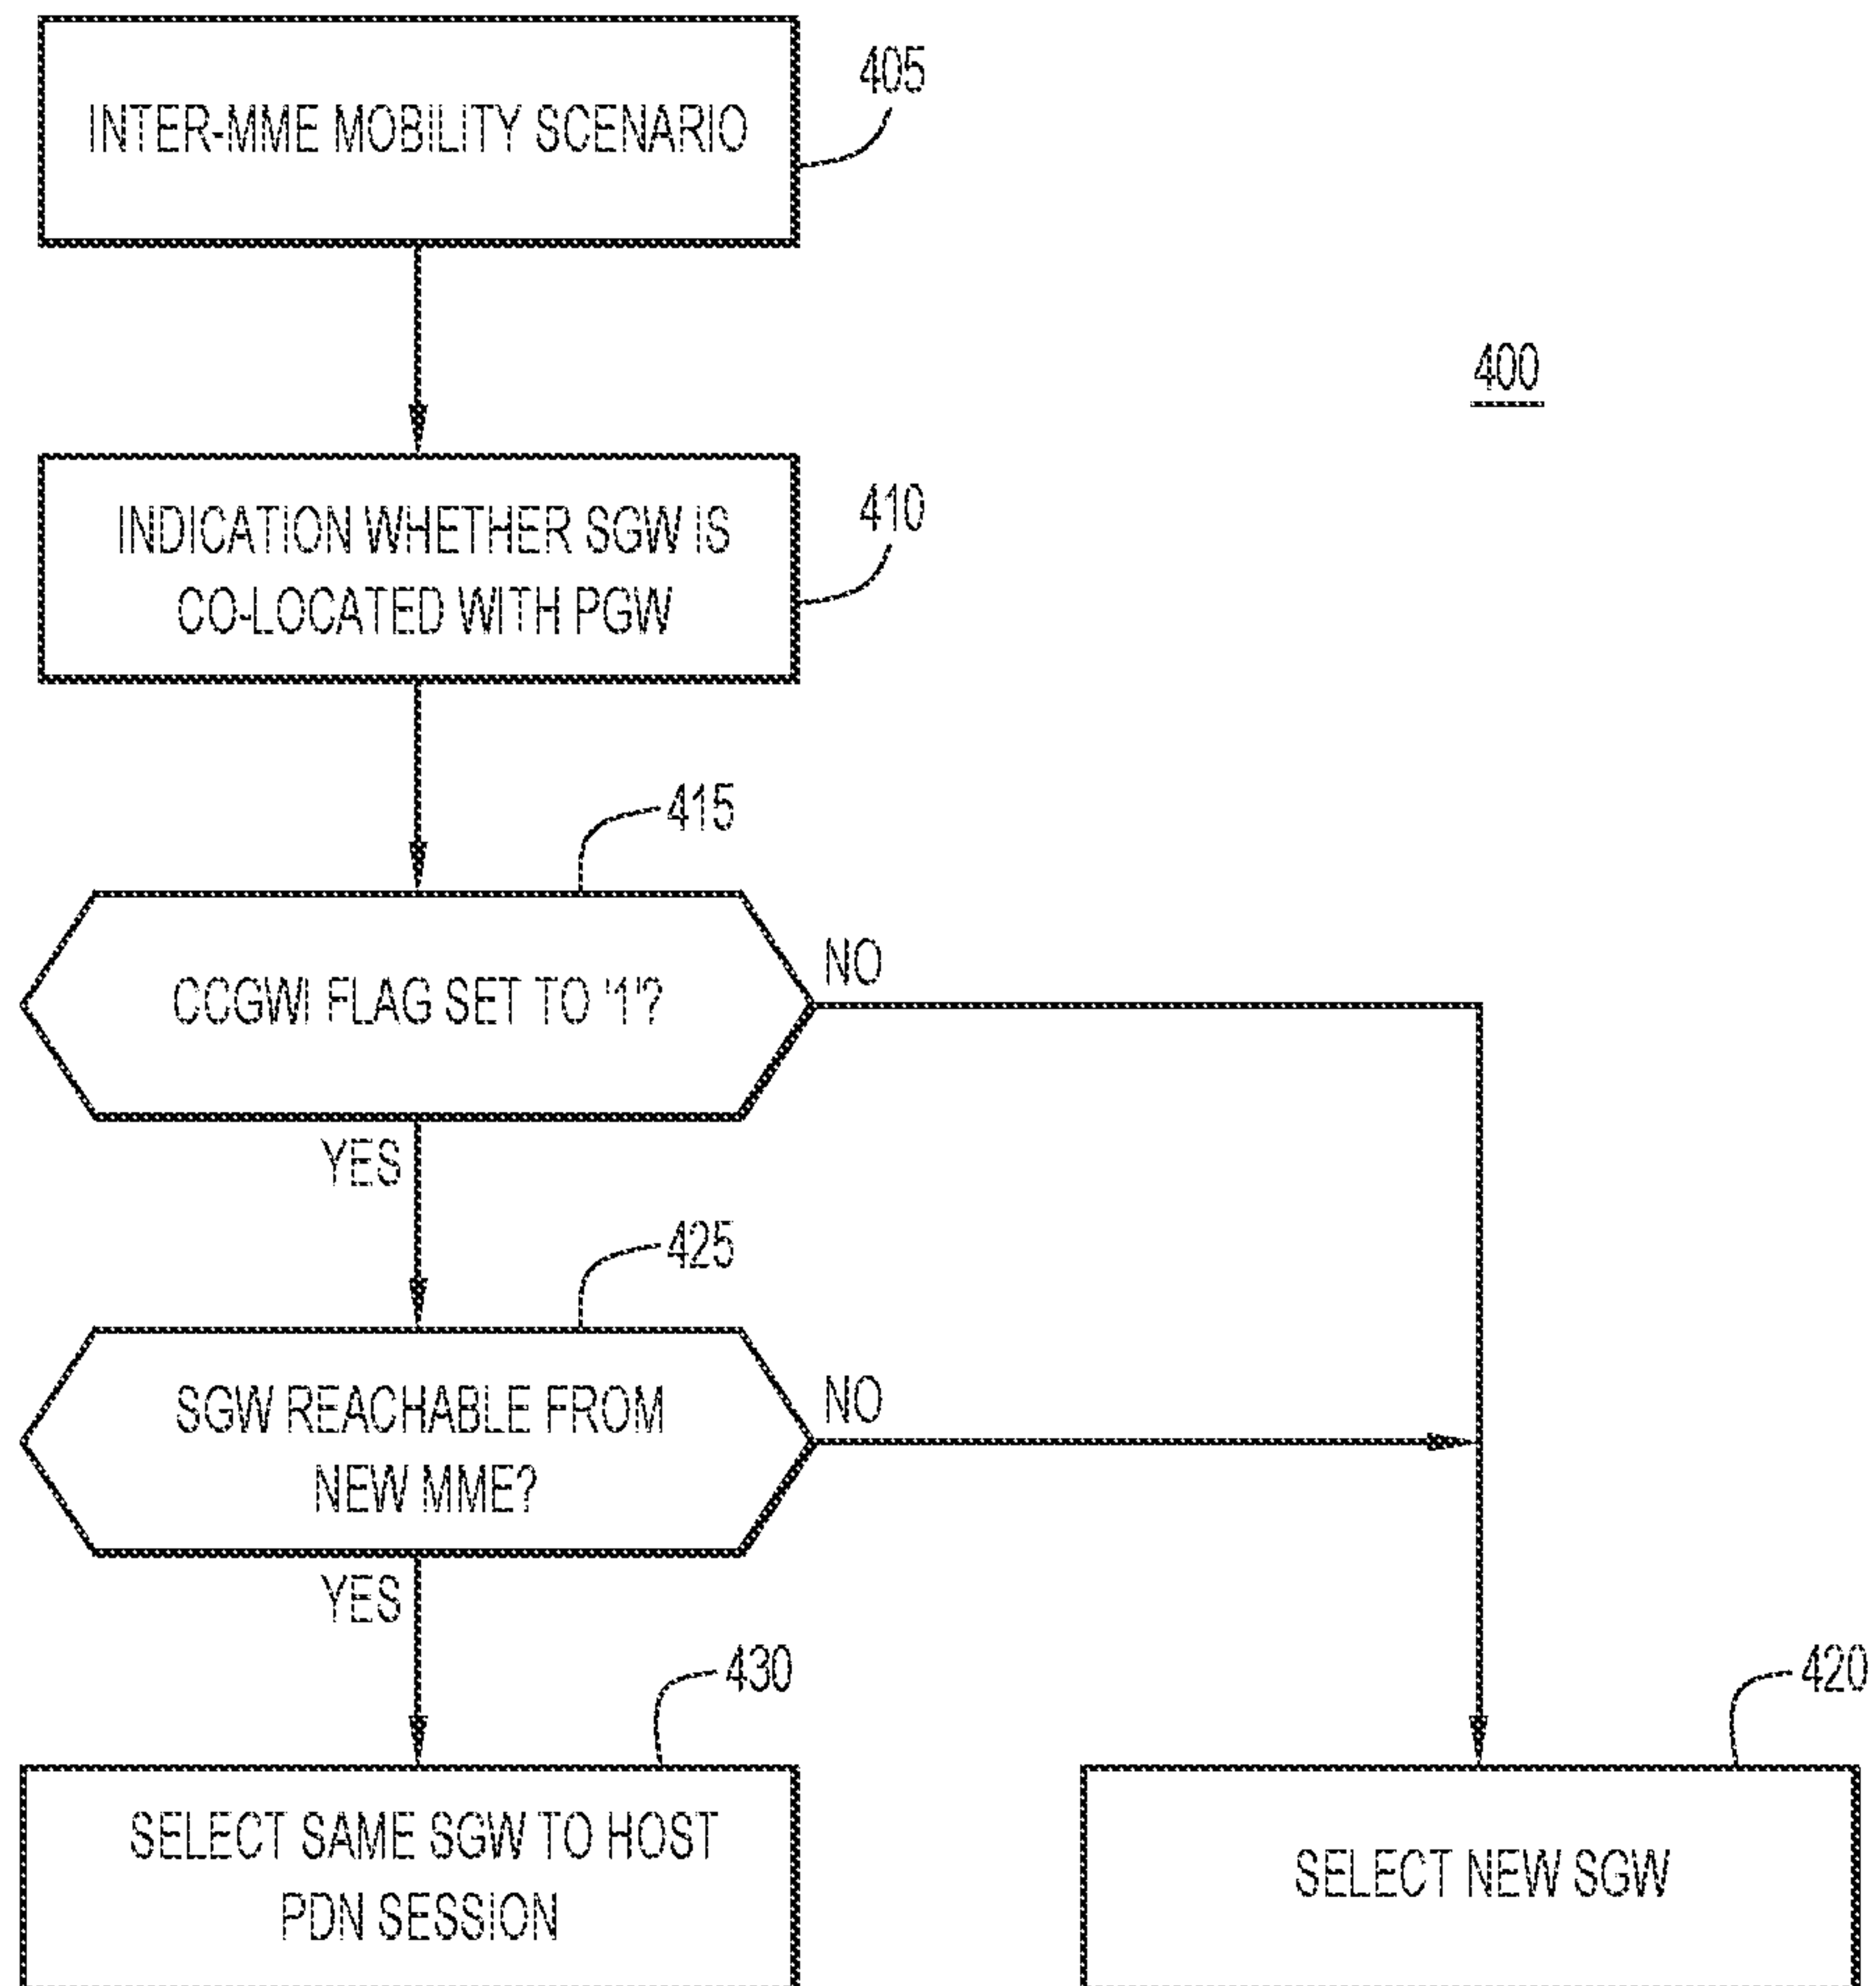 INTER-MME MOBILITY SCENARIO
405
400
INDICATION WHETHER SGW IS
CO-LOCATED WITH PGW
410
415
CCGWI FLAG SET TO '1'?
NO
YES
425
SGW REACHABLE FROM
NEW MME?
NO
YES
430
420
SELECT SAME SGW TO HOST
PDN SESSION
SELECT NEW SGW